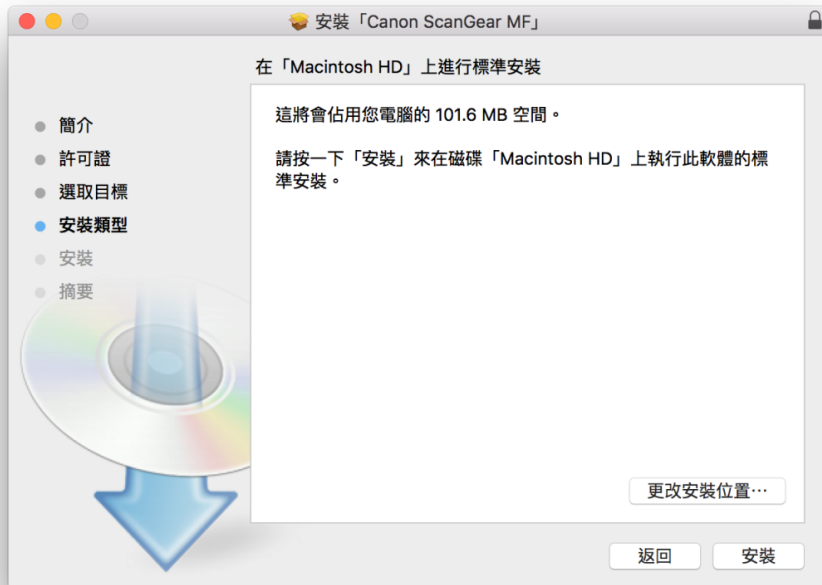 安裝「Canon ScanGear MF」
在「Macintosh HD」上進行標準安裝
簡介
許可證
選取目標
安裝類型
安裝
摘要
這將會佔用您電腦的 101.6 MB 空間。
請按一下「安裝」來在磁碟「Macintosh HD」上執行此軟體的標
準安裝。
更改安裝位置⋯
返回
安裝